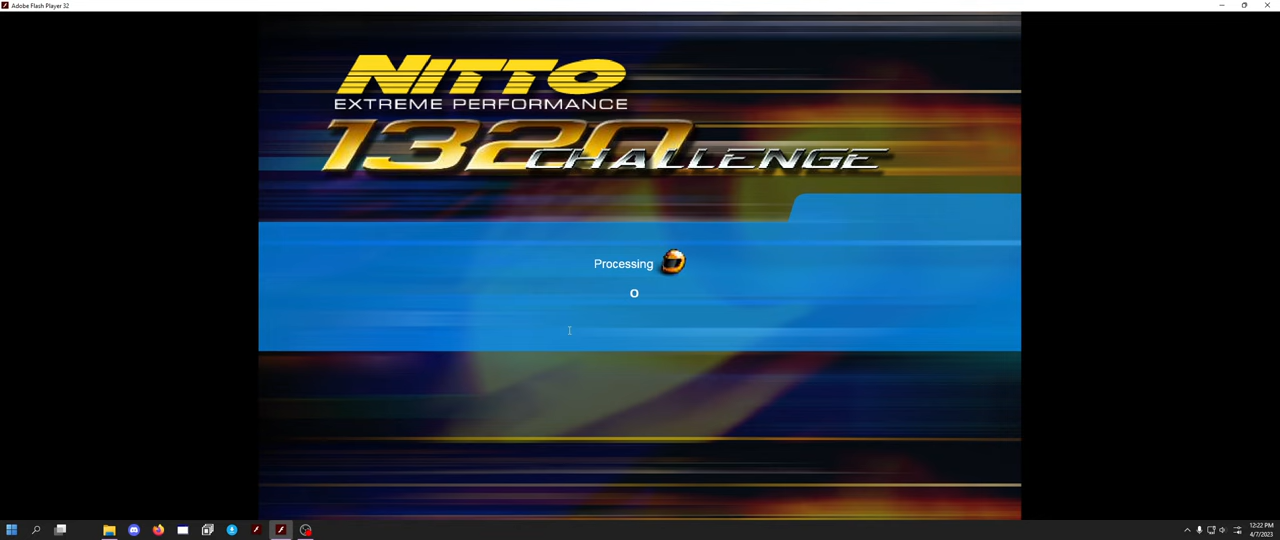 Adobe Flash Player 32
NITTO
EXTREME PERFORMANCE
1320
CHALLENGE
Processing
O
12:22 PM
4/7/2023